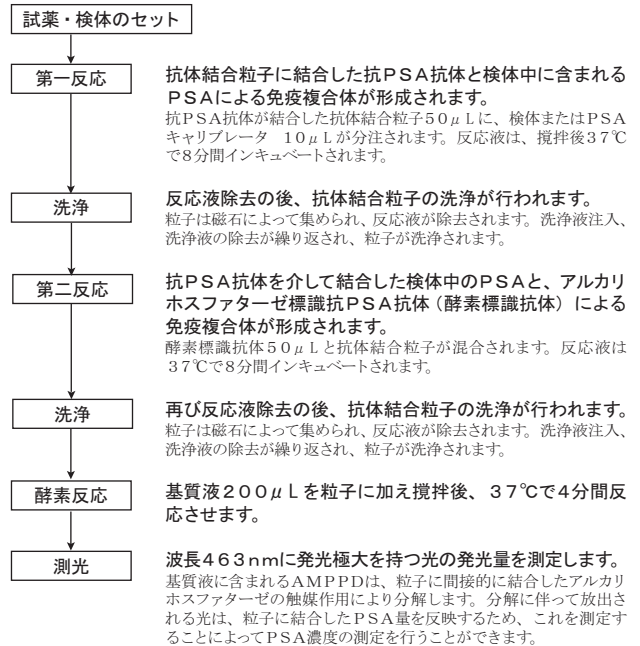 試薬・検体のセット
第一反応
抗体結合粒子に結合した抗PSA抗体と検体中に含まれる
PSAによる免疫複合体が形成されます。
抗PSA抗体が結合した抗体結合粒子50μLに、検体またはPSA
キャリブレータ　10μLが分注されます。反応液は、撹拌後37℃
で8分間インキュベートされます。
洗浄
反応液除去の後、抗体結合粒子の洗浄が行われます。
粒子は磁石によって集められ、反応液が除去されます。洗浄液注入、
洗浄液の除去が繰り返され、粒子が洗浄されます。
第二反応
抗PSA抗体を介して結合した検体中のPSAと、アルカリ
ホスファターゼ標識抗PSA抗体（酵素標識抗体）による
免疫複合体が形成されます。
酵素標識抗体50μLと抗体結合粒子が混合されます。反応液は
37℃で8分間インキュベートされます。
洗浄
再び反応液除去の後、抗体結合粒子の洗浄が行われます。
粒子は磁石によって集められ、反応液が除去されます。洗浄液注入、
洗浄液の除去が繰り返され、粒子が洗浄されます。
酵素反応
基質液200μLを粒子に加え撹拌後、37℃で4分間反
応させます。
測光
波長463nmに発光極大を持つ光の発光量を測定します。
基質液に含まれるAMPPDは、粒子に間接的に結合したアルカリ
ホスファターゼの触媒作用により分解します。分解に伴って放出さ
れる光は、粒子に結合したPSA量を反映するため、これを測定す
ることによってPSA濃度の測定を行うことができます。